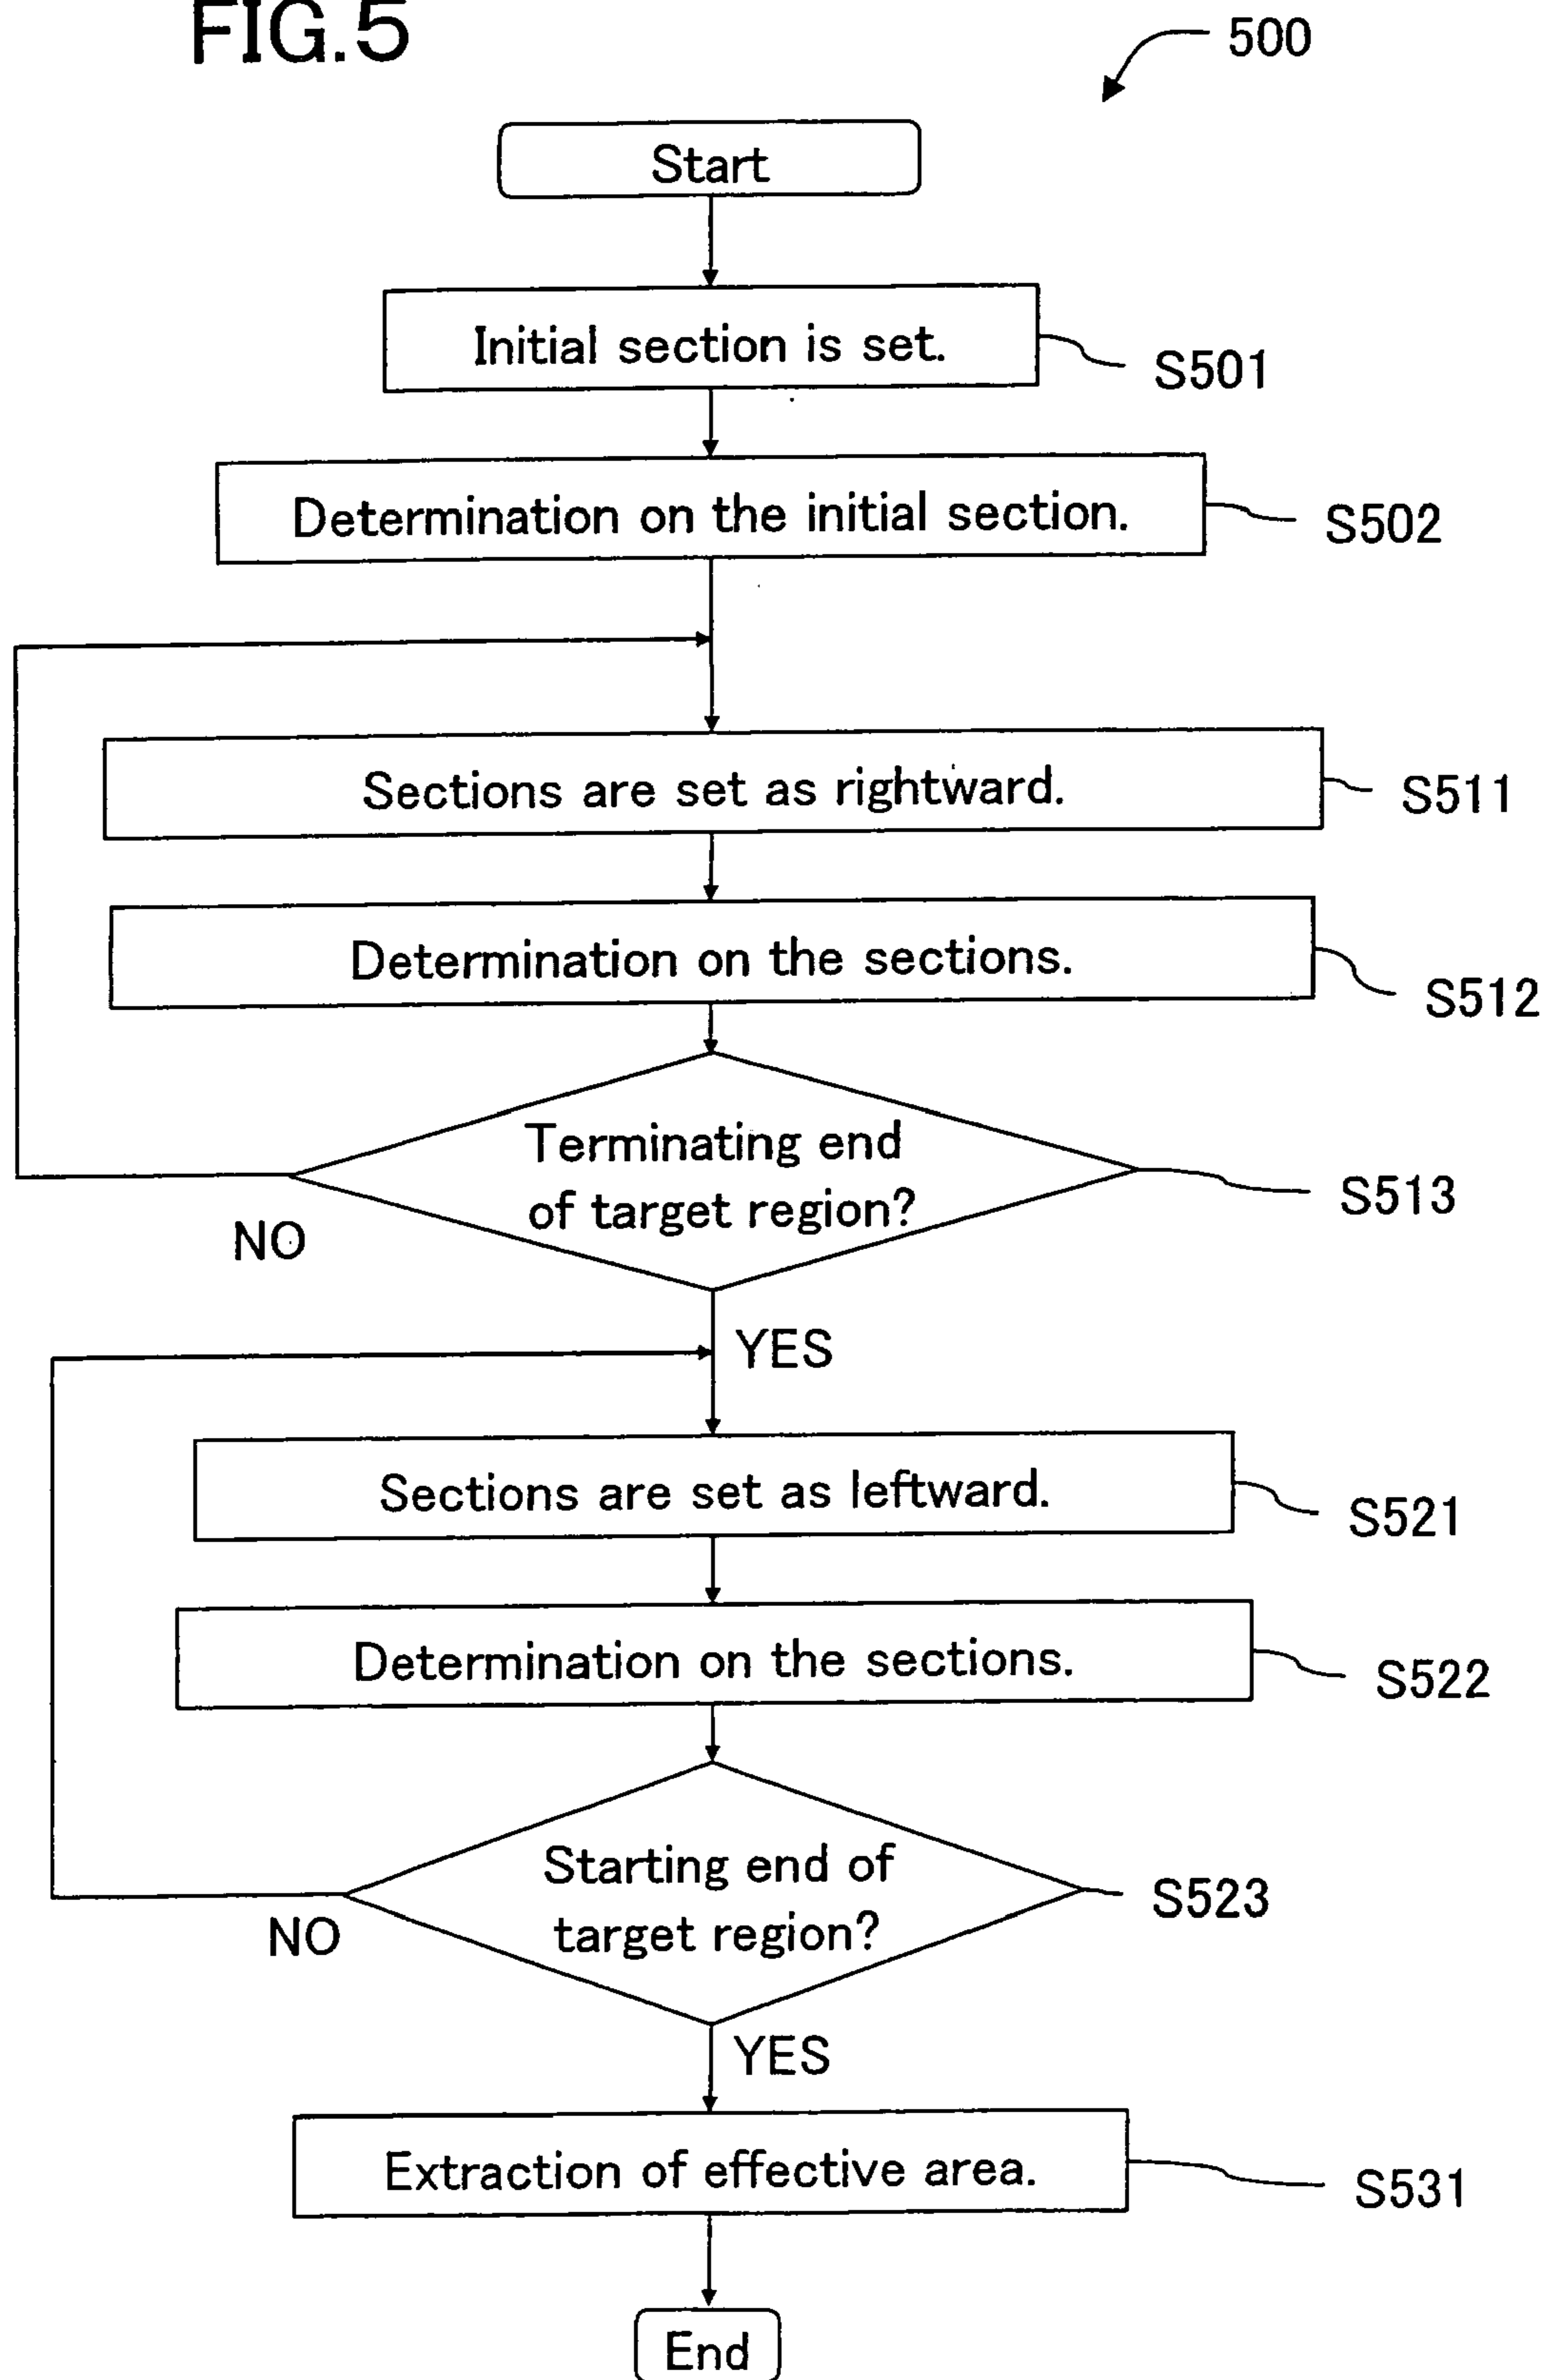 FIG.5
500
Start
Initial section is set.
S501
Determination on the initial section.
S502
Sections are set as rightward.
S511
Determination on the sections.
S512
Terminating end
of target region?
S513
NO
YES
Sections are set as leftward.
S521
Determination on the sections.
S522
Starting end of
target region?
S523
NO
YES
Extraction of effective area.
S531
End